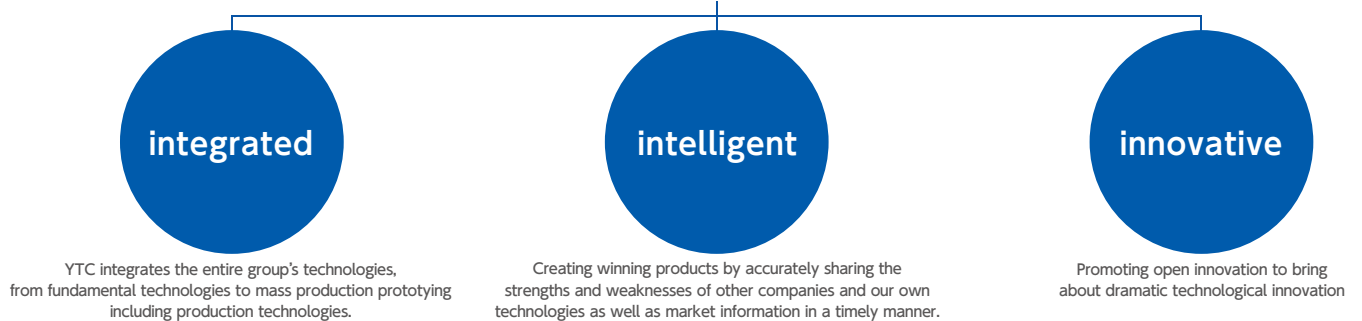 integrated
YTC integrates the entire group's technologies,
from fundamental technologies to mass production prototying
including production technologies.
intelligent
Creating winning products by accurately sharing the
strengths and weaknesses of other companies and our own
technologies as well as market information in a timely manner.
innovative
Promoting open innovation to bring
about dramatic technological innovation